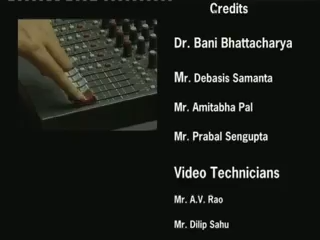 Credits
Dr. Bani Bhattacharya
Mr. Debasis Samanta
Mr. Amitabha Pal
Mr. Prabal Sengupta
Video Technicians
Mr. A.V. Rao
Mr. Dilip Sahu